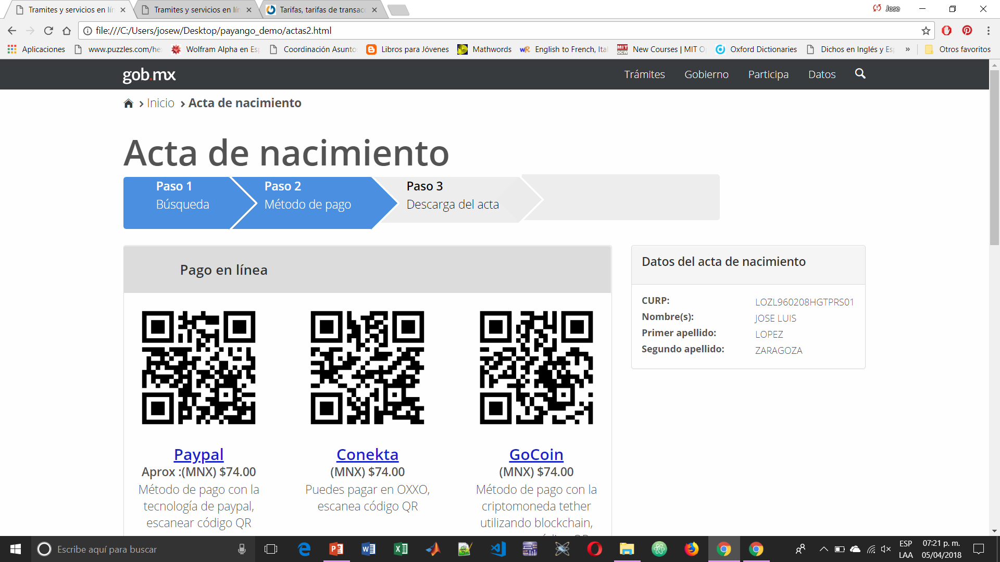 Tramites y servicios en lín
Tramites y servicios en lín
Tarifas, tarifas de transacc
Jose
file:///C:/Users/josew/Desktop/payango_demo/actas2.html
Aplicaciones
www.puzzles.com/he
Wolfram Alpha en Esp
Coordinación Asunto
Libros para Jóvenes
Mathwords
English to French, Ital
New Courses | MIT O
Oxford Dictionaries
Dichos en Inglés y Esp
»
Otros favoritos
gob.mx
Trámites
Gobierno
Participa
Datos
Inicio
Acta de nacimiento
Acta de nacimiento
Paso 1
Búsqueda
Paso 2
Método de pago
Paso 3
Descarga del acta
Pago en línea
Paypal
Aprox :(MNX) $74.00
Método de pago con la
tecnología de paypal,
escanear código QR
Conekta
(MNX) $74.00
Puedes pagar en OXXO,
escanea código QR
GoCoin
(MNX) $74.00
Método de pago con la
criptomoneda tether
utilizando blockchain,
Datos del acta de nacimiento
CURP: LOZL960208HGTPRS01
Nombre(s): JOSE LUIS
Primer apellido: LOPEZ
Segundo apellido: ZARAGOZA
Escribe aquí para buscar
ESP
LAA
07:21 p. m.
05/04/2018